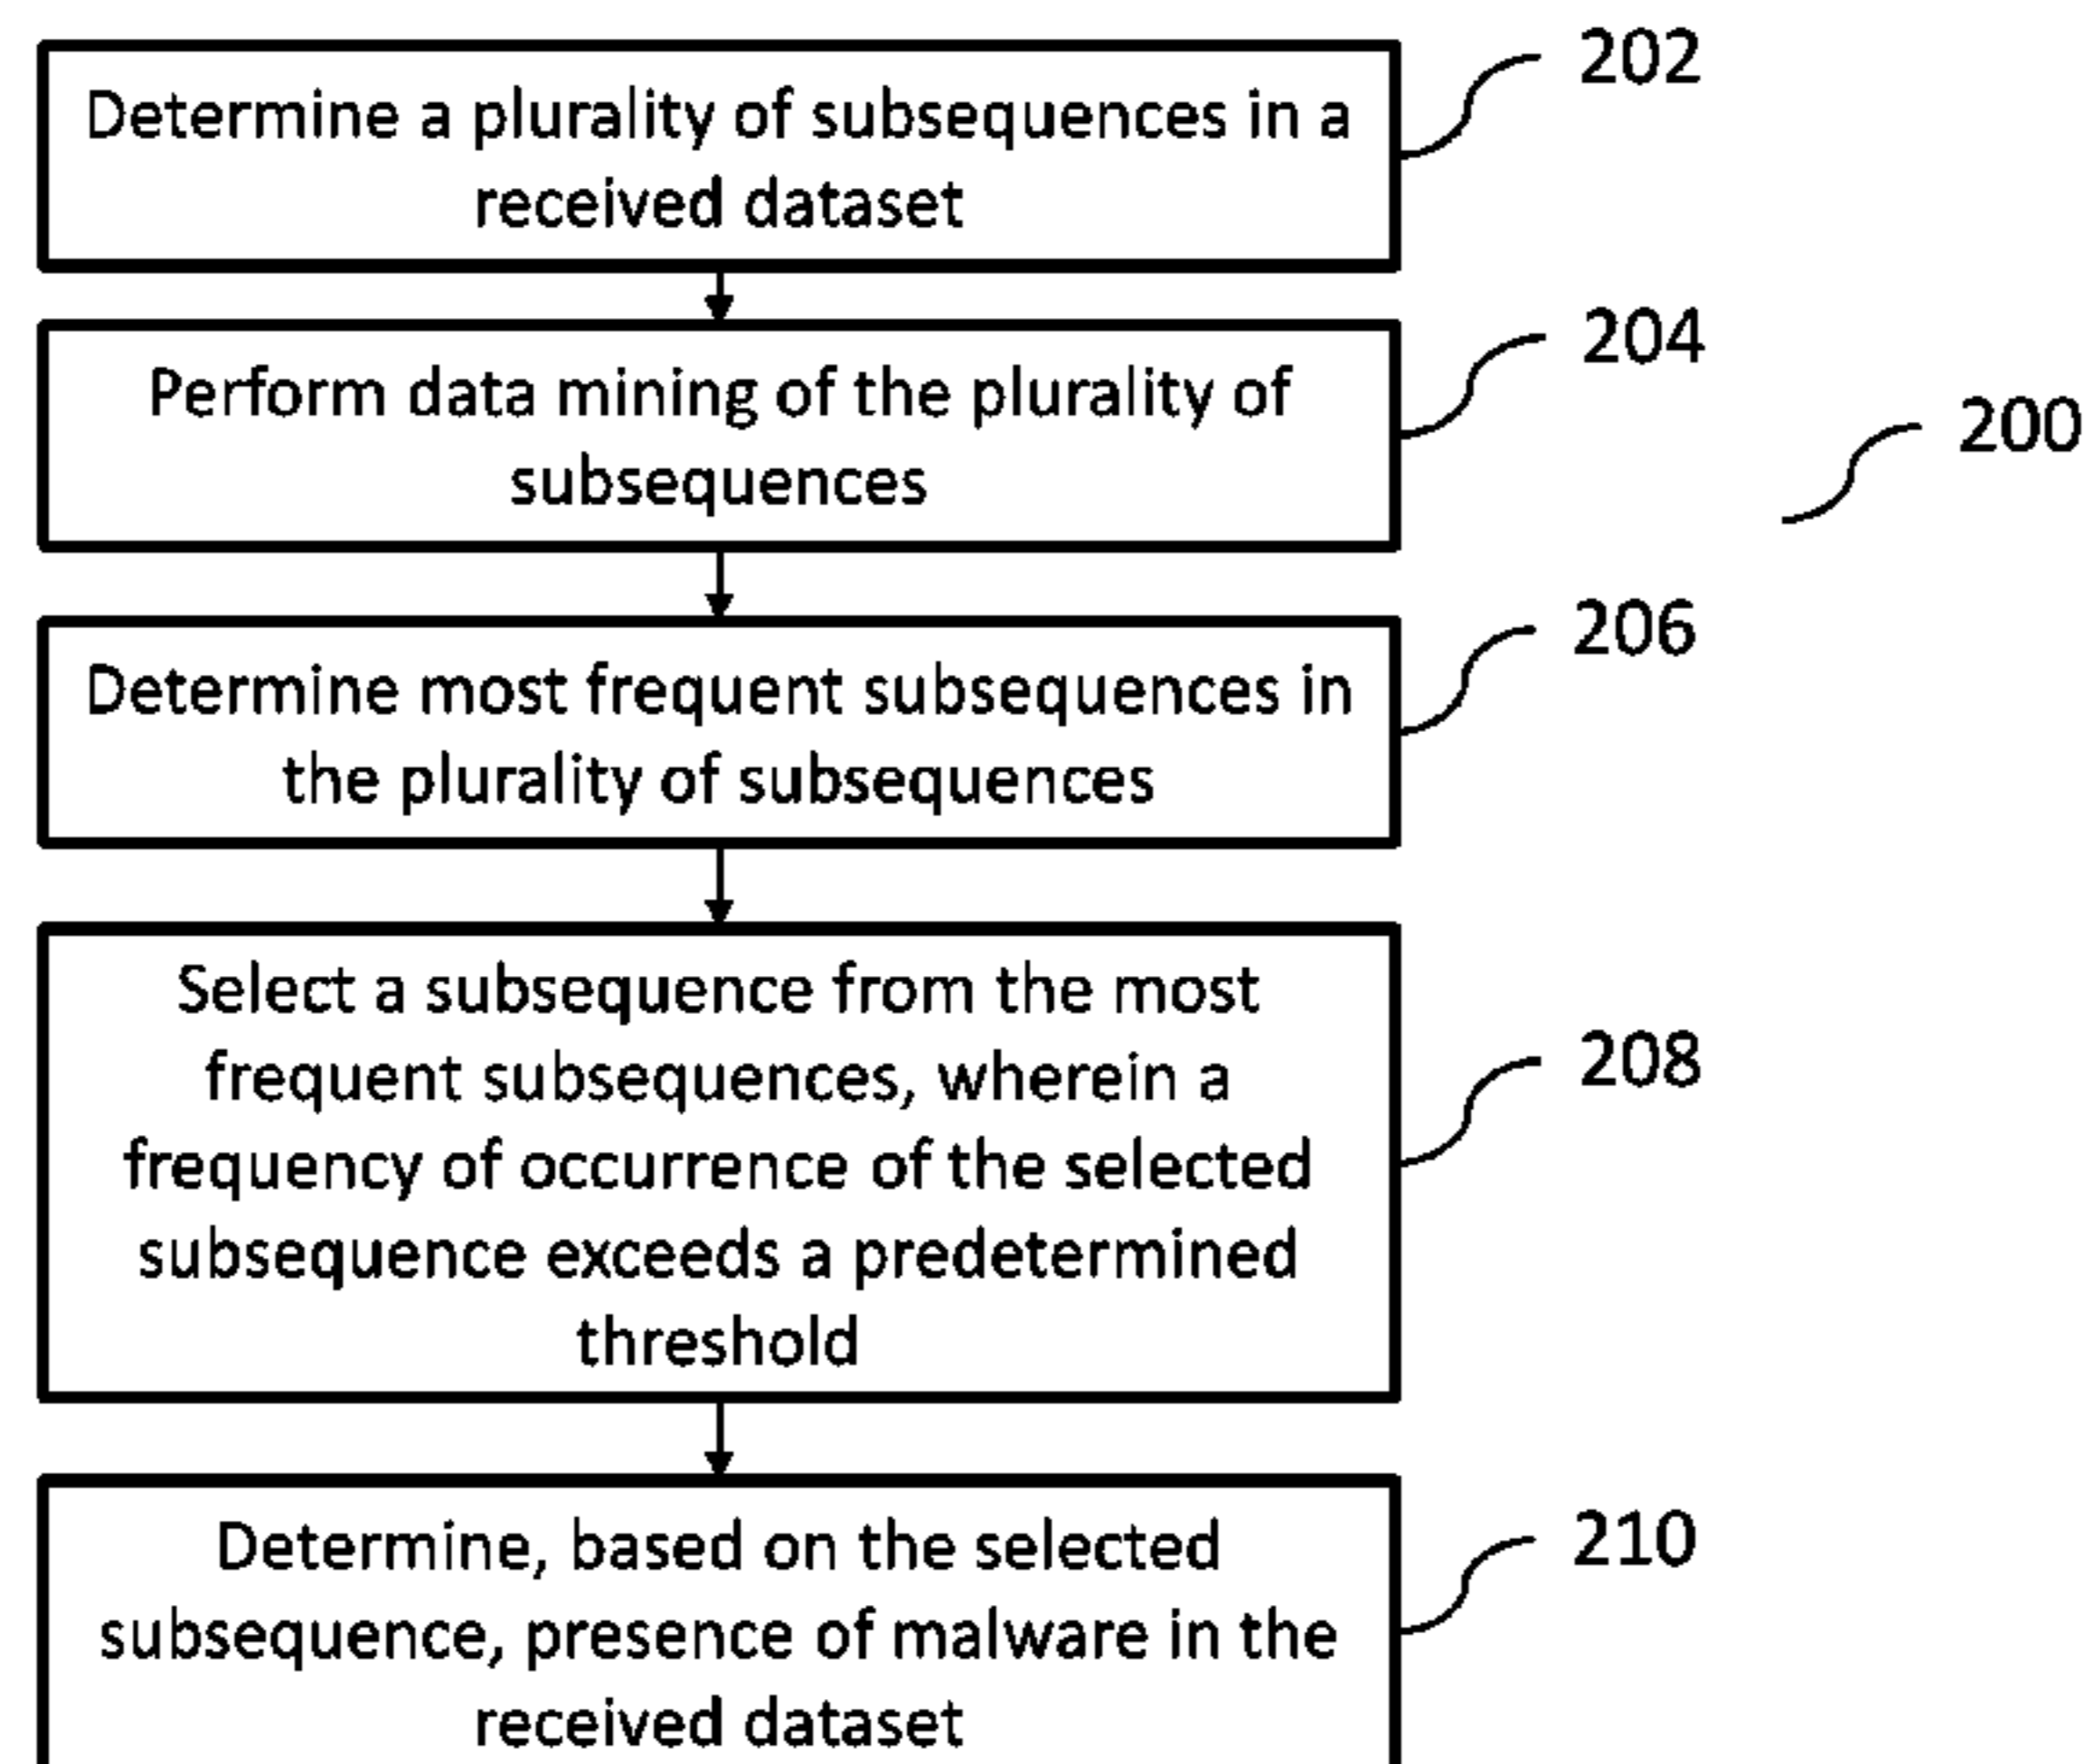 Determine a plurality of subsequences in a
received dataset
202
Perform data mining of the plurality of
subsequences
204
200
Determine most frequent subsequences in
the plurality of subsequences
206
Select a subsequence from the most
frequent subsequences, wherein a
frequency of occurrence of the selected
subsequence exceeds a predetermined
threshold
208
Determine, based on the selected
subsequence, presence of malware in the
received dataset
210